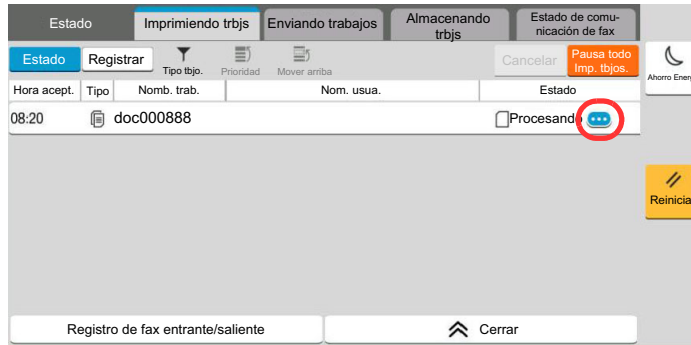 Estado
Imprimiendo trbjs
Enviando trabajos
Almacenando
trbjs
Estado de comu-
nicación de fax
Estado
Registrar
Tipo tbjo.
Prioridad
Mover arriba
Cancelar
Pausa todo
Imp. tbjos.
Ahorro Energ
Hora acept.
Tipo
Nomb. trab.
Nom. usua.
Estado
08:20
doc000888
Procesando
Reinicia
Registro de fax entrante/saliente
Cerrar